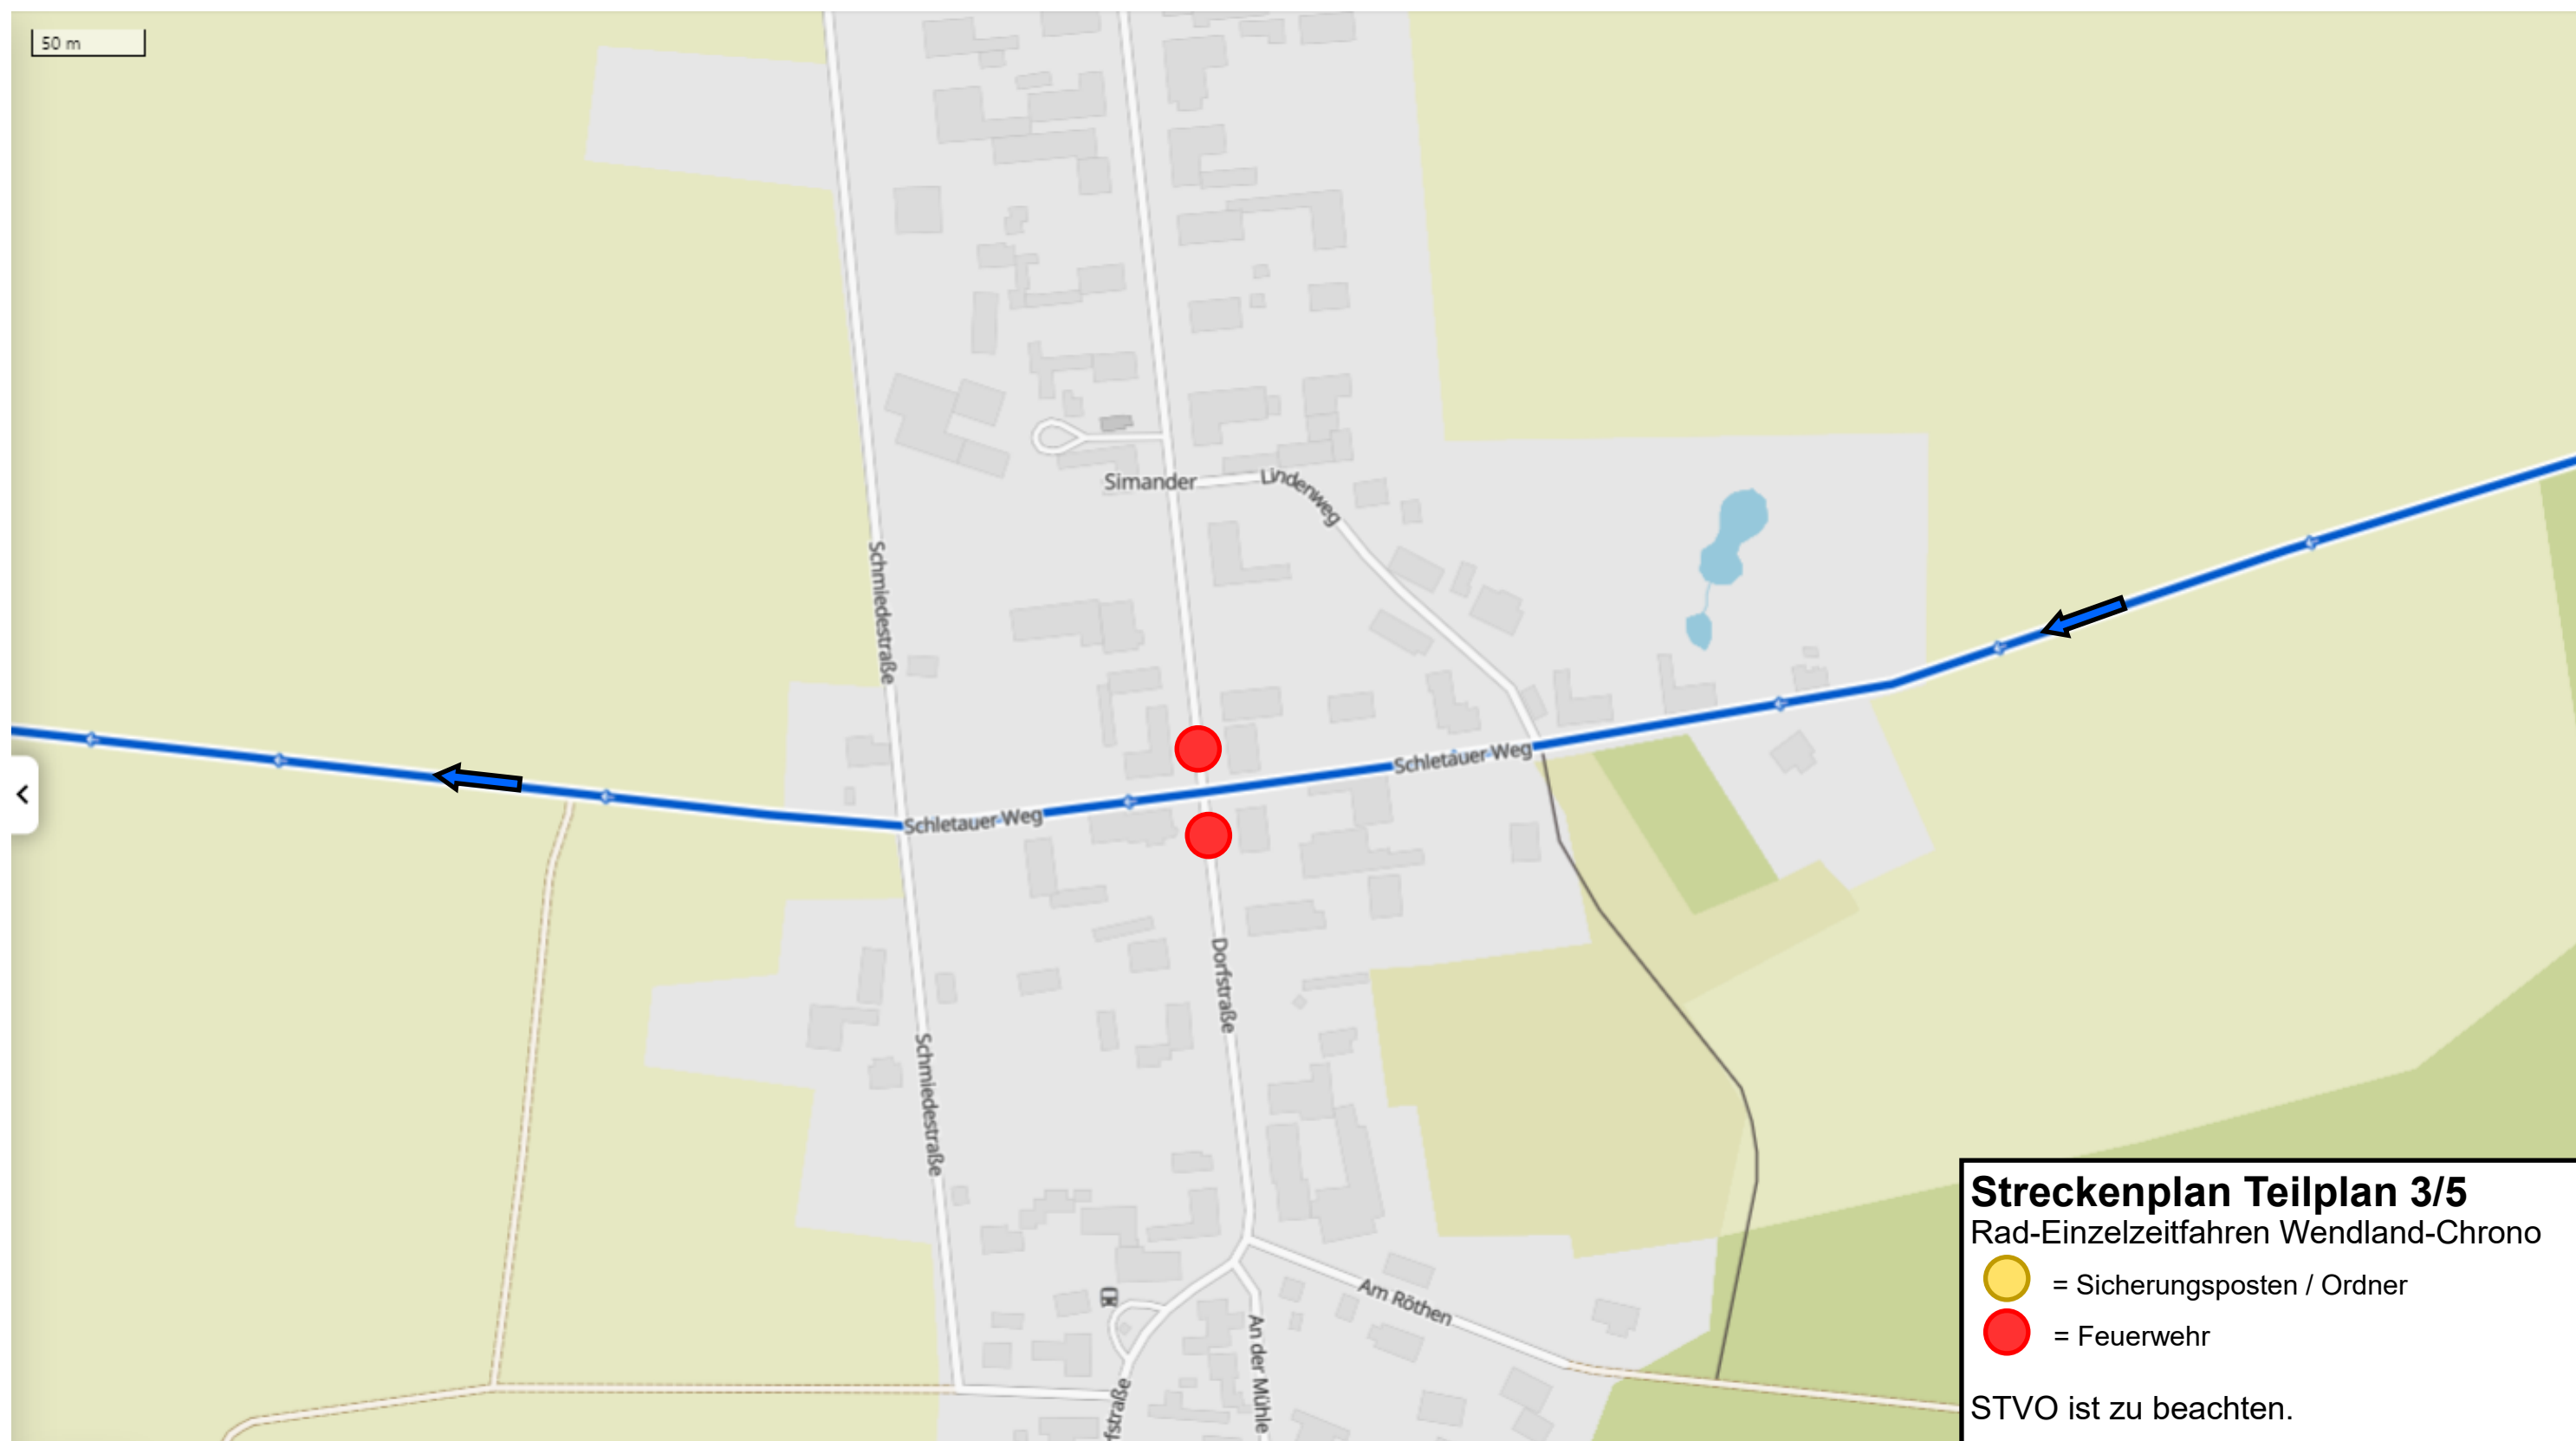 50 m
Simander
Lindenweg
Schmiedestraße
Schletauer Weg
Schletauer Weg
Dorfstraße
Schmiedestraße
Am Röthen
An der Mühle
fstraße
Streckenplan Teilplan 3/5
Rad-Einzelzeitfahren Wendland-Chrono
= Sicherungsposten / Ordner
= Feuerwehr
STVO ist zu beachten.